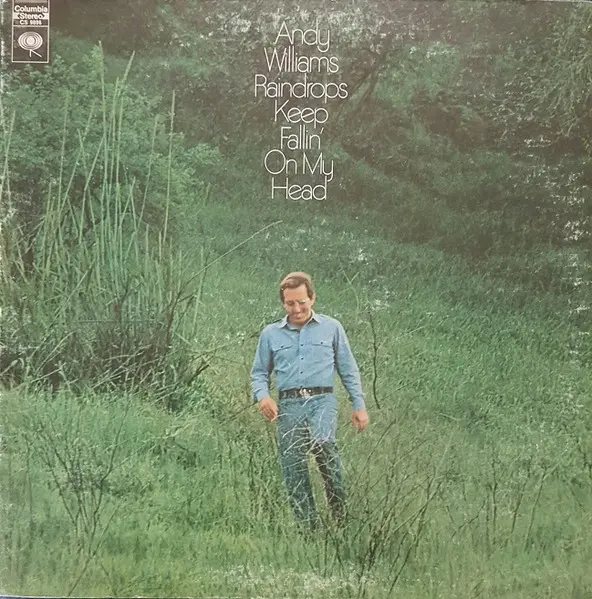 Columbia
Stereo
CS 9896
Andy
Williams
Raindrops
Keep
Fallin'
On My
Head